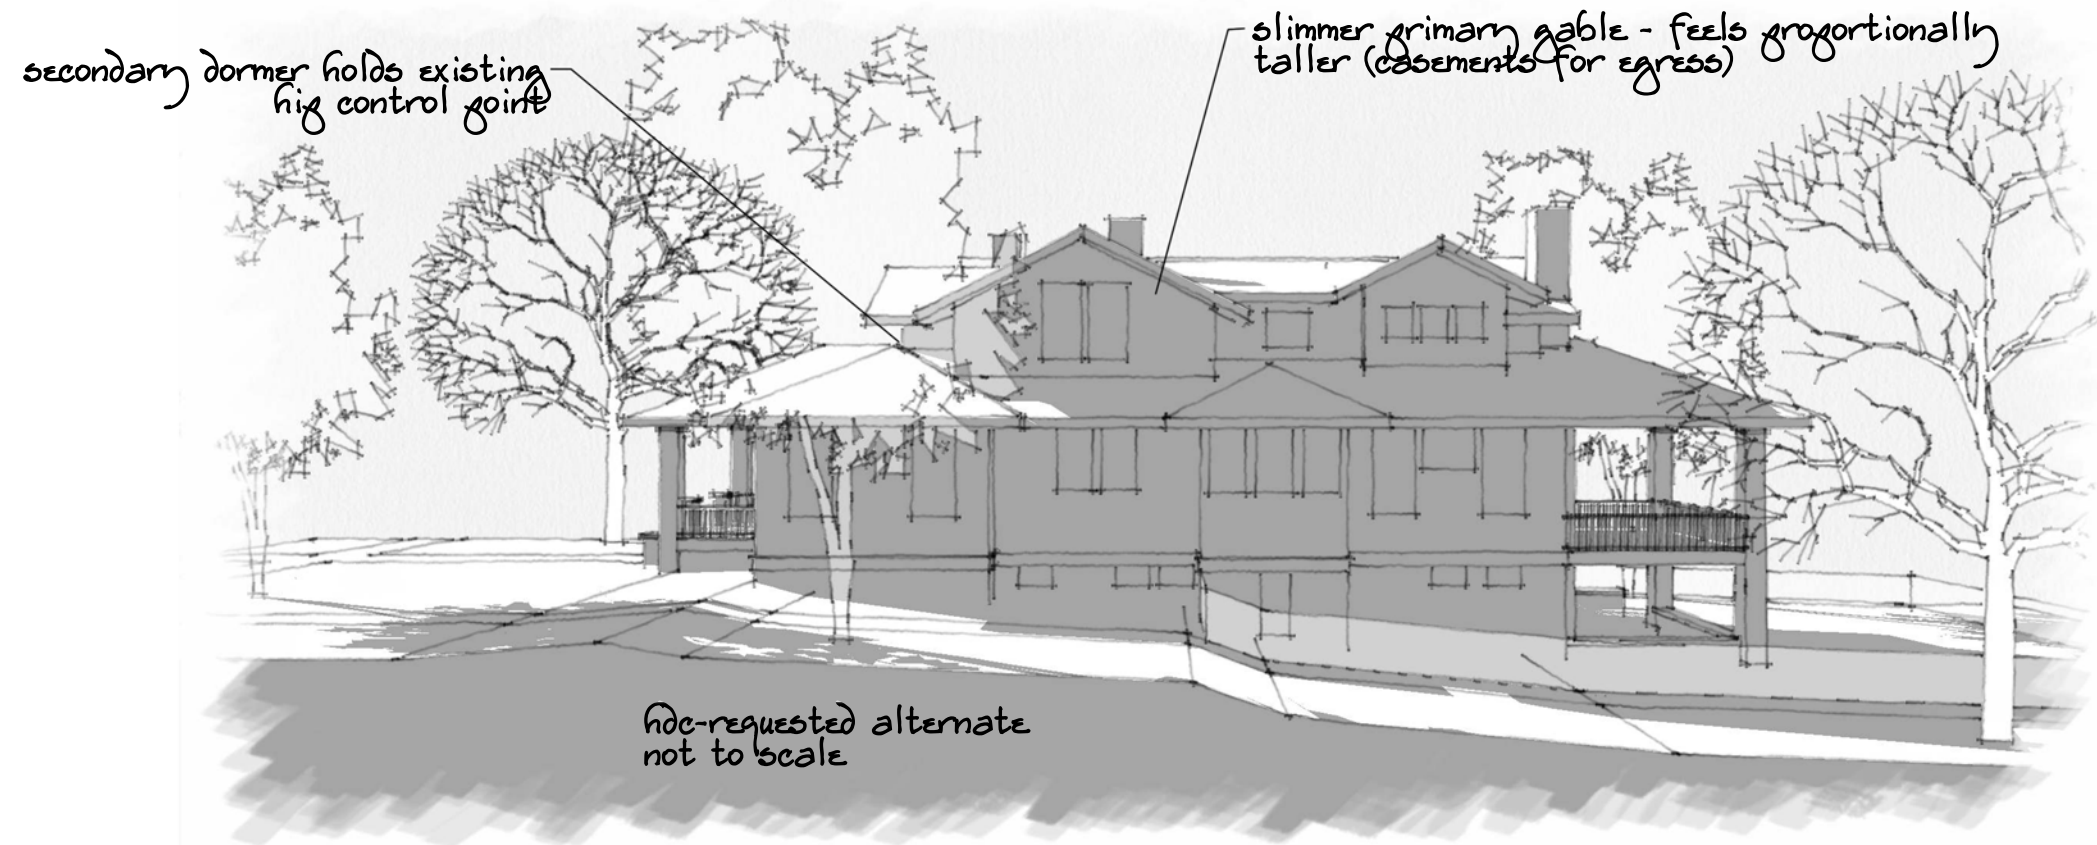 secondary dormer holds existing
hip control point
slimmer primary gable - feels proportionally
taller (casements for egress)
hdc-requested alternate
not to scale